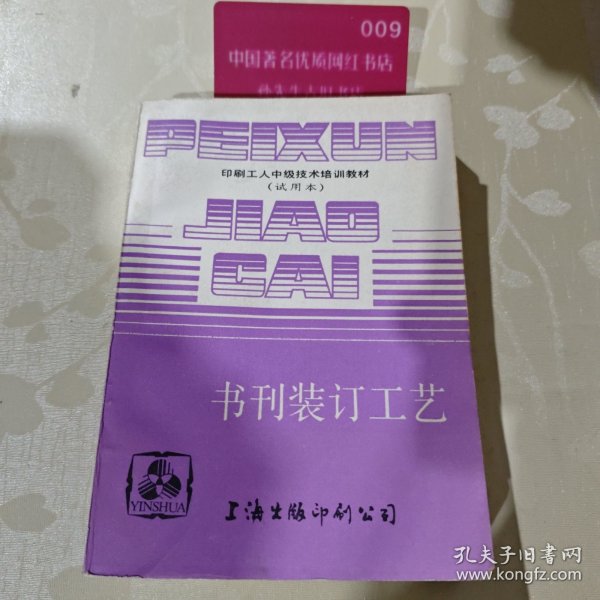 009
中国著名优质网红书店
PEIXUN
印刷工人中级技术培训教材
（试用本）
JIAO
CAI
书刊装订工艺
YINSHUA
上海出版印刷公司
孔夫子旧书网
www.kongfz.com